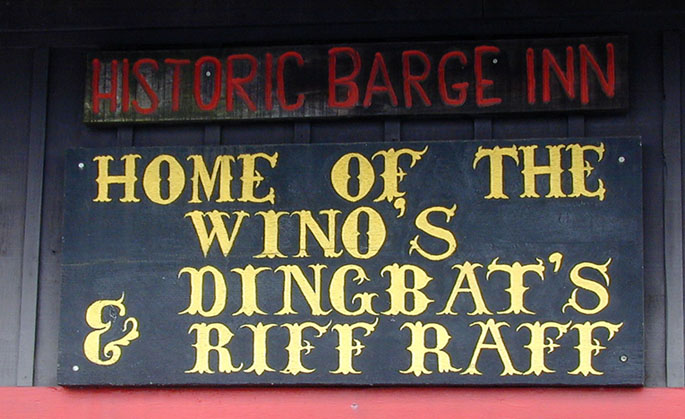 HISTORIC BARGE INN
HOME OF THE
WINO'S
DINGBAT'S
& RIFF RAFF